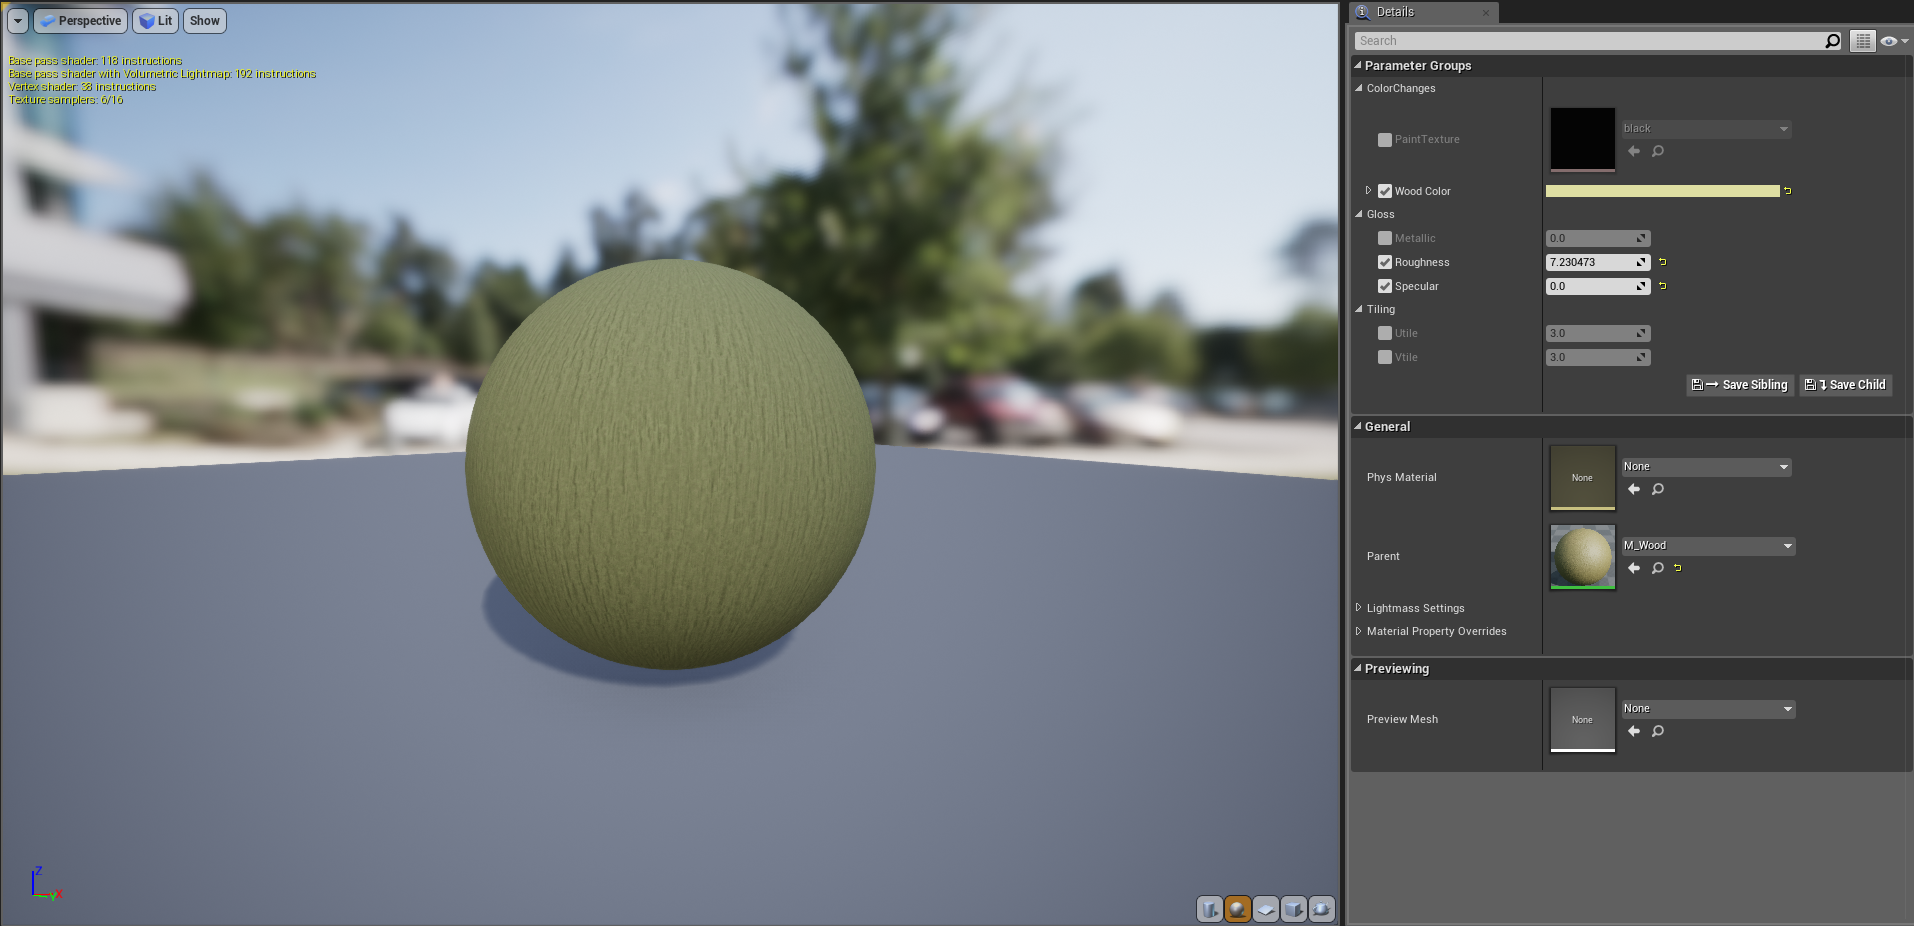 Perspective
Lit
Show
Base pass shader: 118 instructions
Base pass shader with Volumetric Lightmap: 192 instructions
Vertex shader: 38 instructions
Texture samplers: 6/16
Z
Y
X
Details
Search
Parameter Groups
ColorChanges
PaintTexture
black
Wood Color
Gloss
Metallic
0.0
Roughness
7.230473
Specular
0.0
Tiling
Utile
3.0
Vtile
3.0
Save Sibling
Save Child
General
Phys Material
None
None
Parent
M_Wood
Lightmass Settings
Material Property Overrides
Previewing
Preview Mesh
None
None